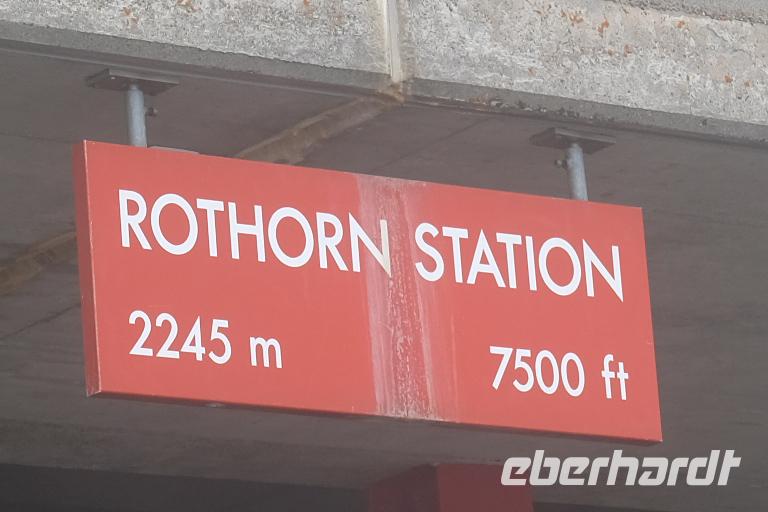 ROTHORN STATION
2245 m 7500 ft
eberhardt